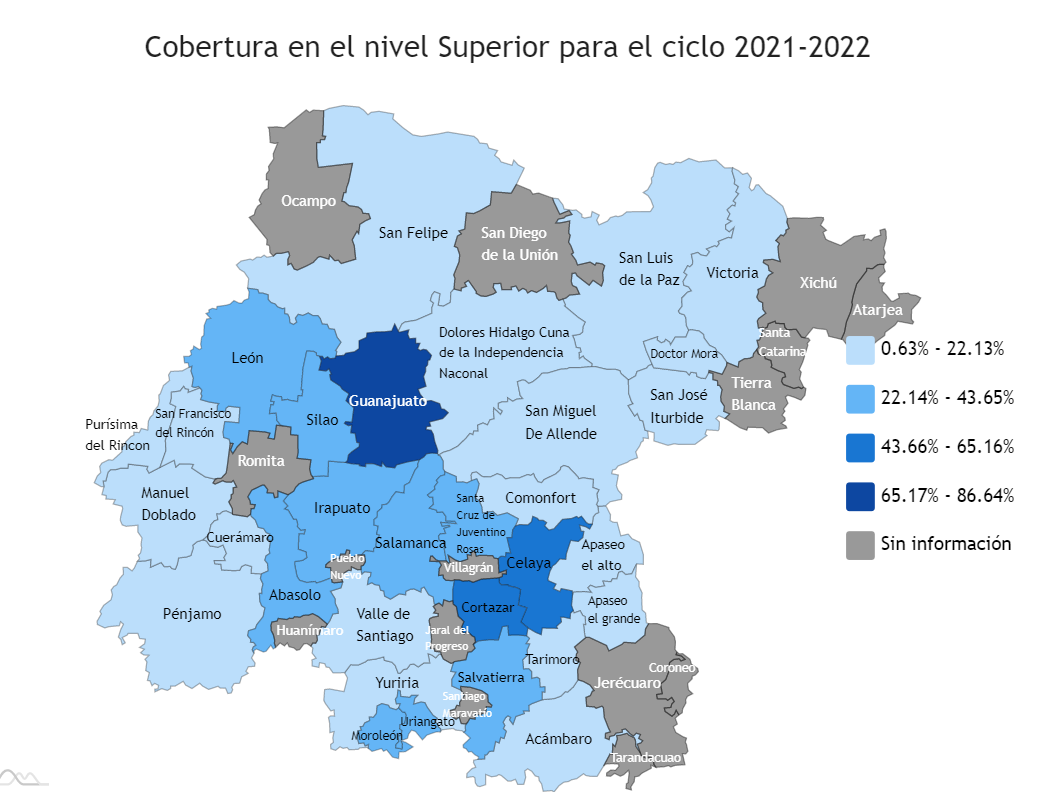 Cobertura en el nivel Superior para el ciclo 2021-2022
Ocampo
San Felipe
San Diego
de la Unión
San Luis
de la Paz
Victoria
Xichú
Atarjea
Santa
Catarina
Doctor Mora
Tierra
Blanca
San José
Iturbide
Dolores Hidalgo Cuna
de la Independencia
Naconal
León
Guanajuato
Silao
San Francisco
del Rincón
Purísima
del Rincon
San Miguel
De Allende
Romita
Manuel
Doblado
Cuerámaro
Irapuato
Salamanca
Santa
Cruz de
Juventino
Rosas
Comonfort
Apaseo
el alto
Celaya
Villagrán
Pueblo
Nuevo
Abasolo
Pénjamo
Huanímaro
Valle de
Santiago
Cortazar
Jaral del
Progreso
Apaseo
el grande
Tarimoro
Jerécuaro
Coroneo
Salvatierra
Yuriria
Santiago
Maravatío
Uriangato
Moroleón
Acámbaro
Tarandacuao
0.63% - 22.13%
22.14% - 43.65%
43.66% - 65.16%
65.17% - 86.64%
Sin información